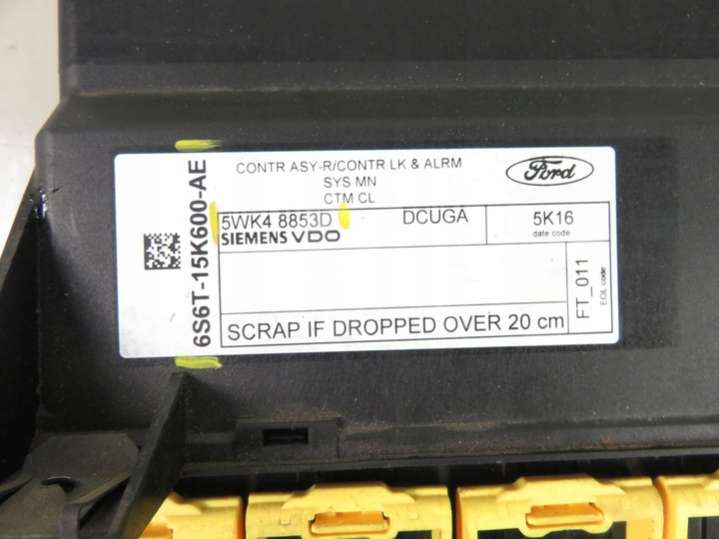 CONTR ASY-R/CONTR LK & ALRM
SYS MN
CTM CL
Ford
6S6T-15K600-AE
5WK4 8853D
DCUGA
5K16
SIEMENS VDO
date code
FT_011
EOL code
SCRAP IF DROPPED OVER 20 cm